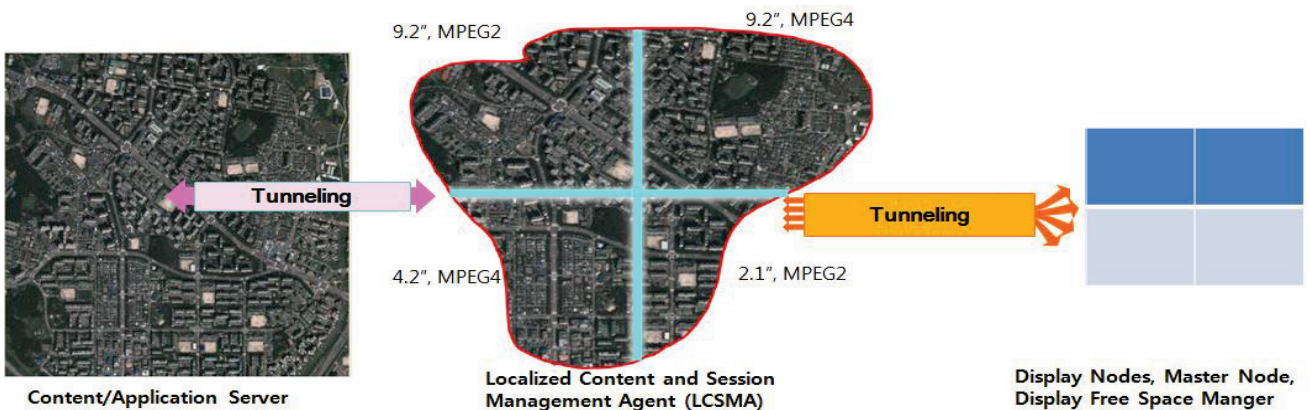 9.2″, MPEG2
9.2″, MPEG4
Tunneling
Tunneling
4.2″, MPEG4
2.1″, MPEG2
Content/Application Server
Localized Content and Session
Management Agent (LCSMA)
Display Nodes, Master Node,
Display Free Space Manger